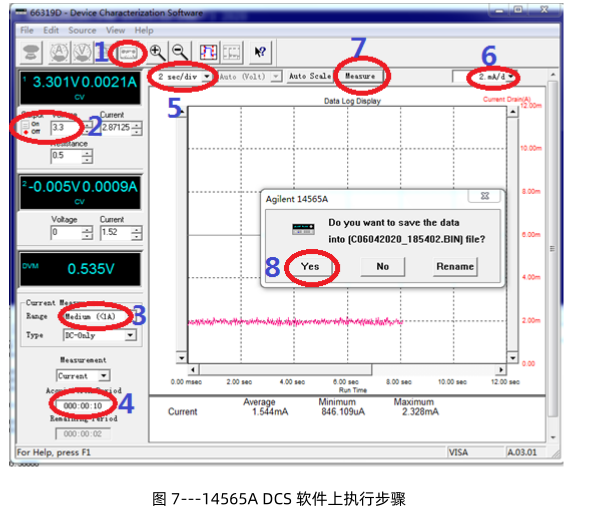 66319D - Device Characterization Software
File Edit Source View Help
1
7
6
2 sec/div
Auto (Volt)
Auto Scale
Measure
2 mA/d
1 3.301V 0.0021A
CV
5
Data Log Display
Current Drain(A)
12.00m
Current
On
Off
3.3
2
2.87125
0.5
10.00m
8.00m
2 -0.005V 0.0009A
CV
Agilent 14565A
Do you want to save the data
into (C06042020_185402.BIN) file?
Yes
No
Rename
8
6.00m
Voltage
Current
0
1.52
DVM
0.535V
4.00m
Current Measure
Range
Medium (<1A)
3
2.00m
Type
DC-Only
Measurement
Current
0.00
000:00:10
4
000:00:02
0.00 msec
2.00 sec
4.00 sec
6.00 sec
8.00 sec
10.00 sec
12.00 sec
Run Time
Average
Minimum
Maximum
Current
1.544mA
846.109uA
2.328mA
For Help, press F1
VISA
A.03.01
图 7---14565A DCS 软件上执行步骤